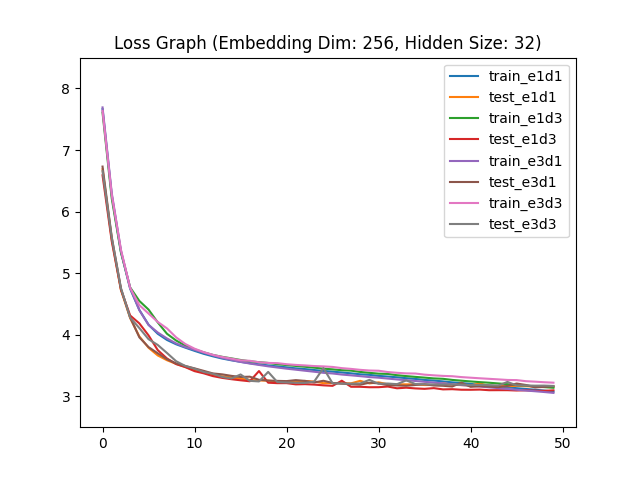 Loss Graph (Embedding Dim: 256, Hidden Size: 32)
train_e1d1
test_e1d1
train_e1d3
test_e1d3
train_e3d1
test_e3d1
train_e3d3
test_e3d3
8
7
6
5
4
3
0 10 20 30 40 50